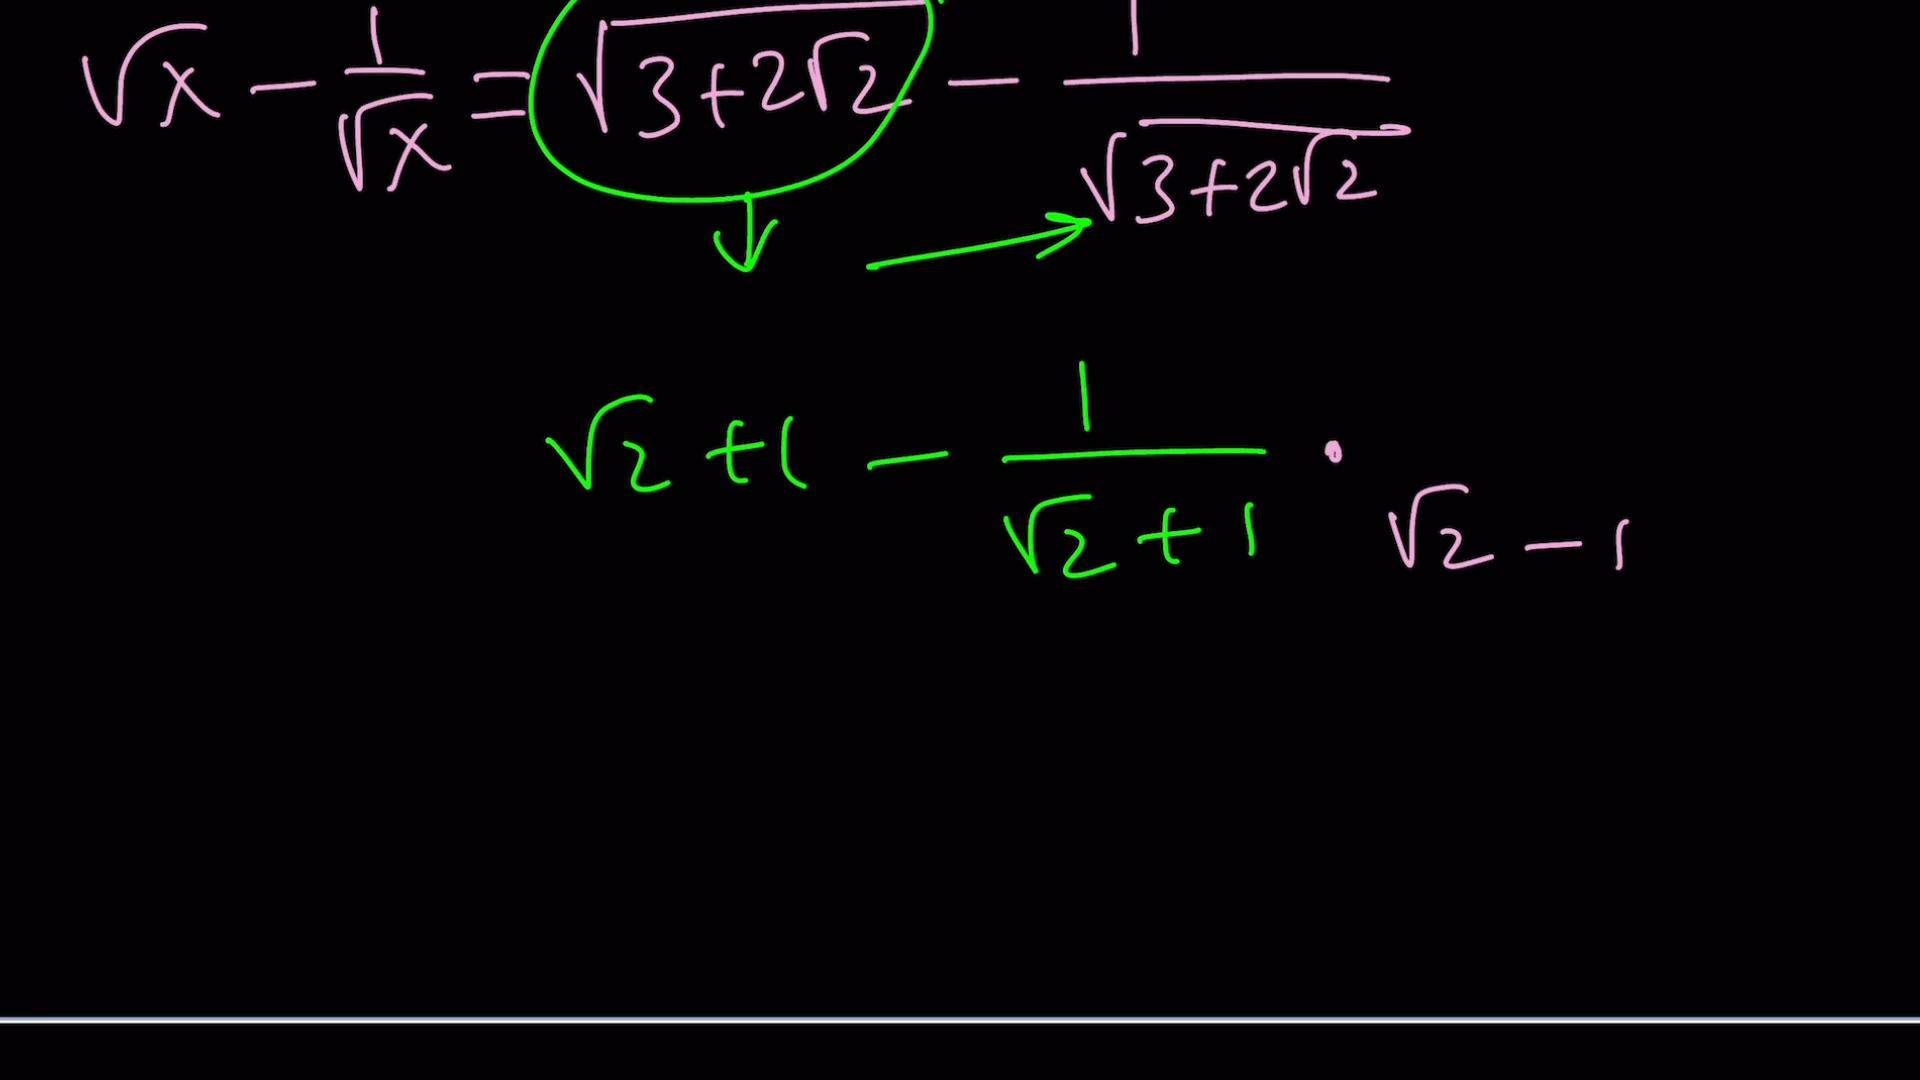 √x - 1/√x = √(3+2√2) - 1/√(3+2√2)
√2 + 1 - 1/(√2 + 1) · √2 - 1